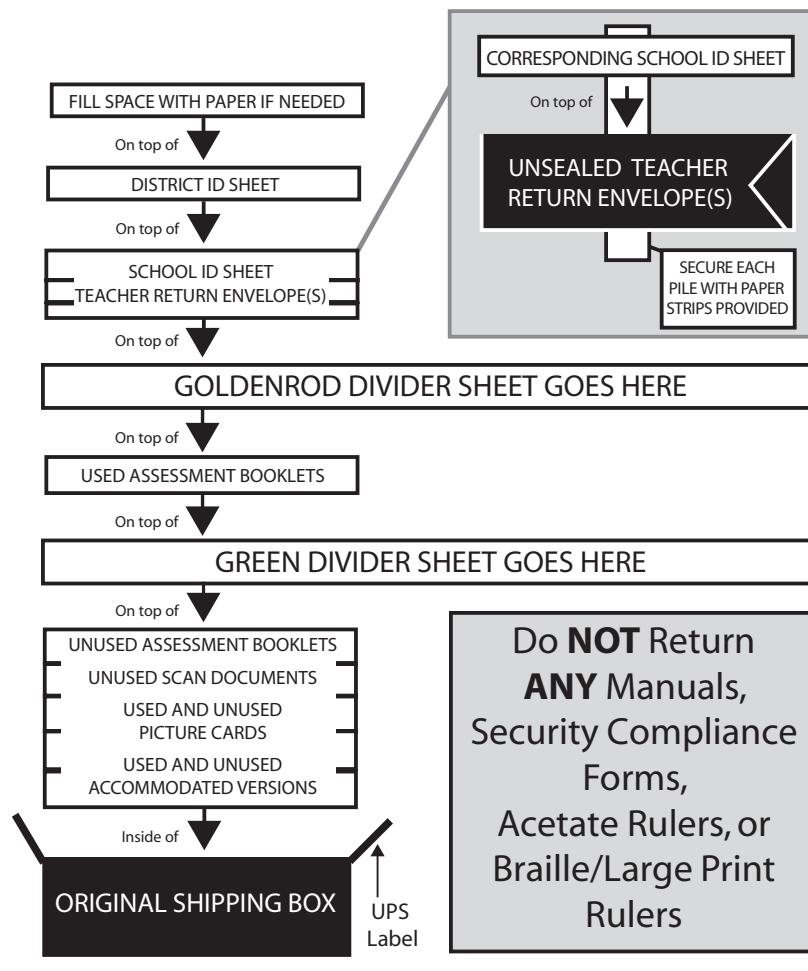 FILL SPACE WITH PAPER IF NEEDED
On top of
DISTRICT ID SHEET
On top of
SCHOOL ID SHEET
TEACHER RETURN ENVELOPE(S)
On top of
CORRESPONDING SCHOOL ID SHEET
On top of
UNSEALED TEACHER
RETURN ENVELOPE(S)
SECURE EACH
PILE WITH PAPER
STRIPS PROVIDED
GOLDENROD DIVIDER SHEET GOES HERE
On top of
USED ASSESSMENT BOOKLETS
On top of
GREEN DIVIDER SHEET GOES HERE
On top of
UNUSED ASSESSMENT BOOKLETS
UNUSED SCAN DOCUMENTS
USED AND UNUSED
PICTURE CARDS
USED AND UNUSED
ACCOMMODATED VERSIONS
Inside of
ORIGINAL SHIPPING BOX
UPS
Label
Do NOT Return
ANY Manuals,
Security Compliance
Forms,
Acetate Rulers, or
Braille/Large Print
Rulers